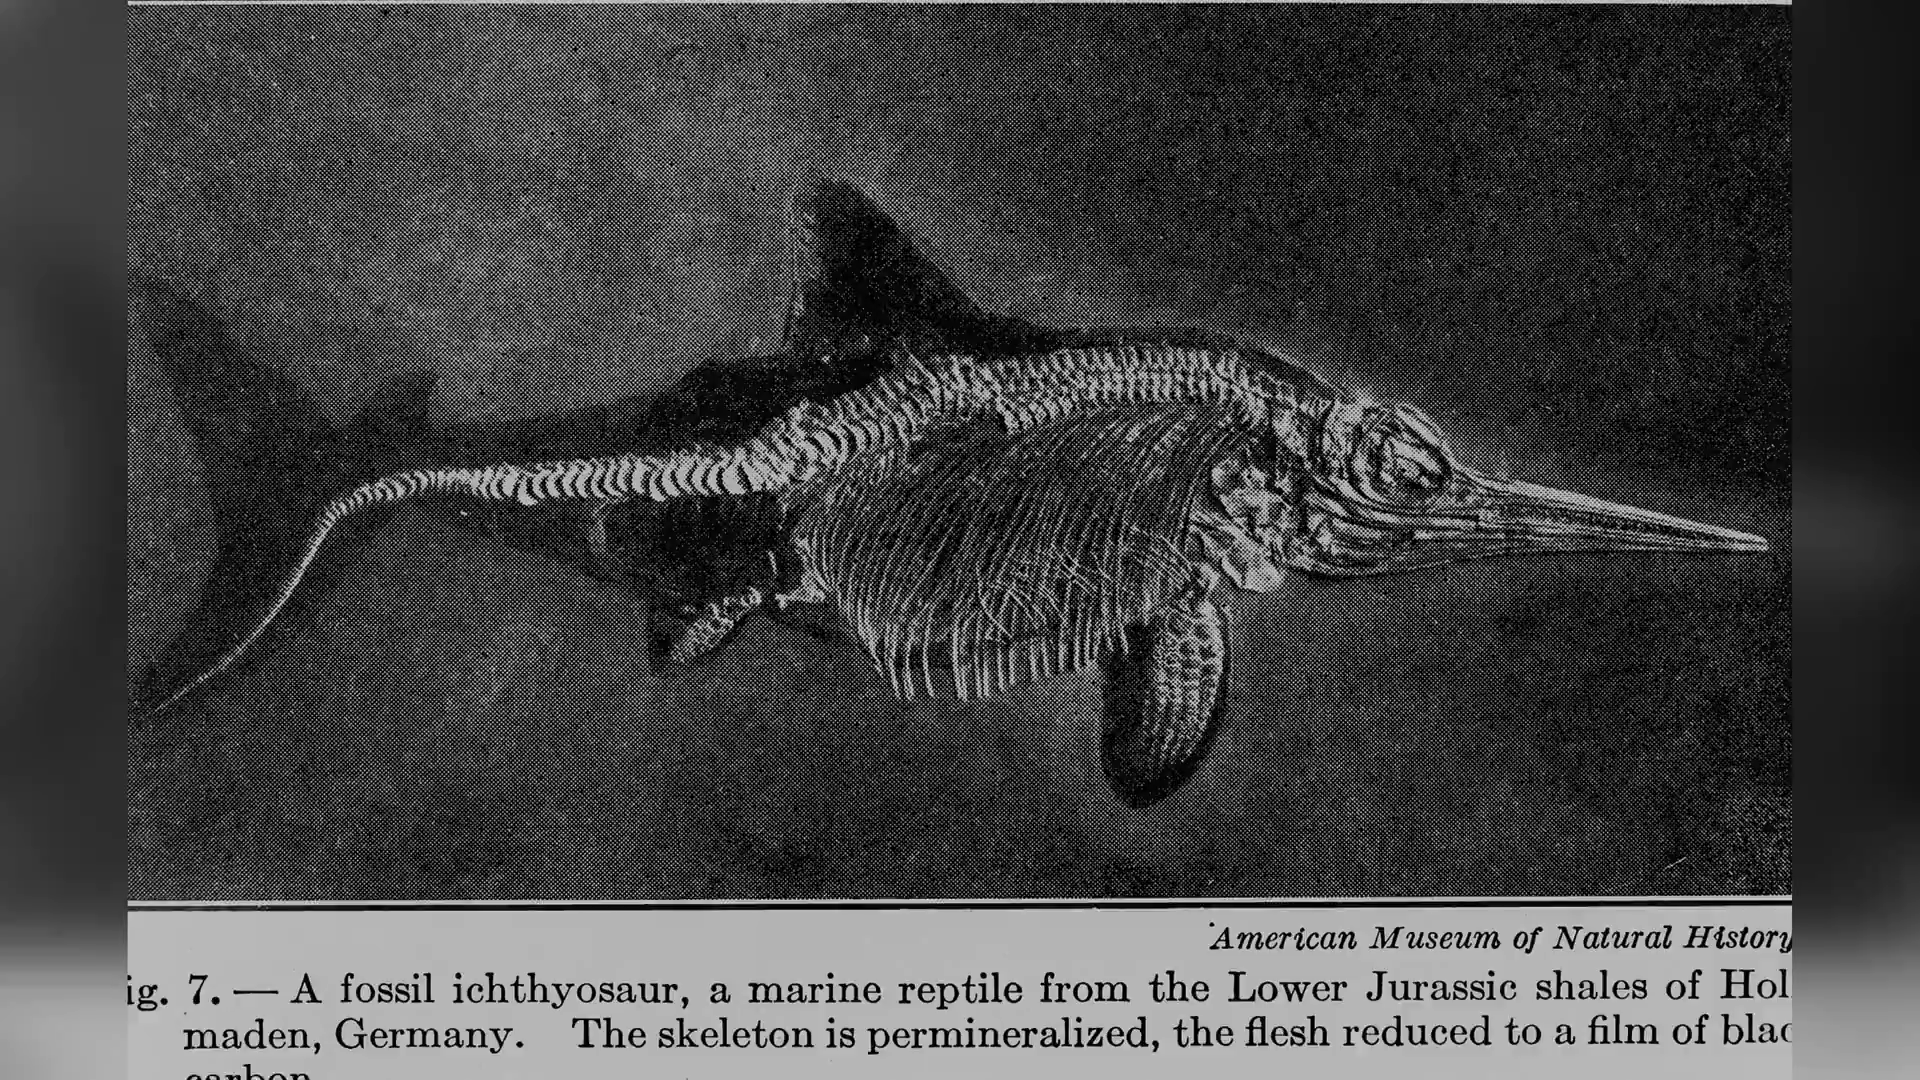 American Museum of Natural History
ig. 7. — A fossil ichthyosaur, a marine reptile from the Lower Jurassic shales of Hol
maden, Germany. The skeleton is permineralized, the flesh reduced to a film of blac
carbon